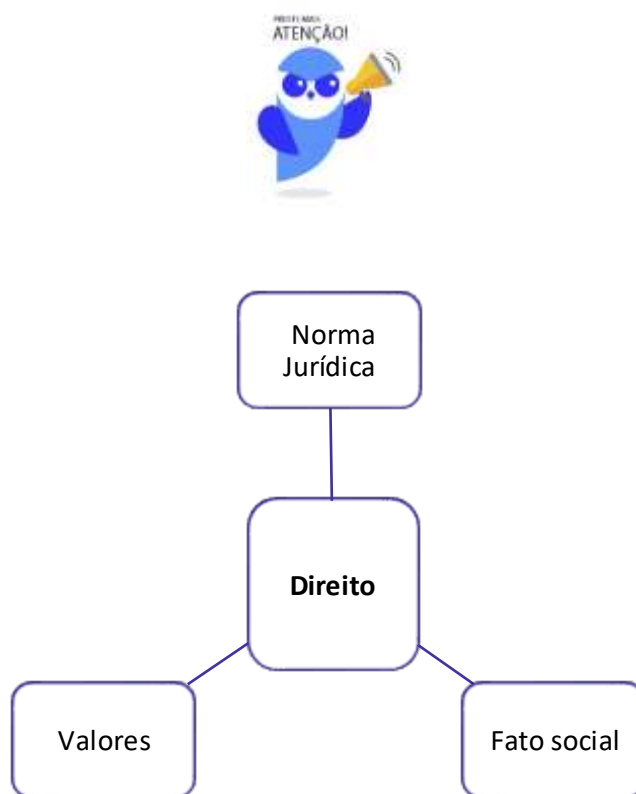 ATENÇÃO!
Norma
Jurídica
Direito
Valores
Fato social